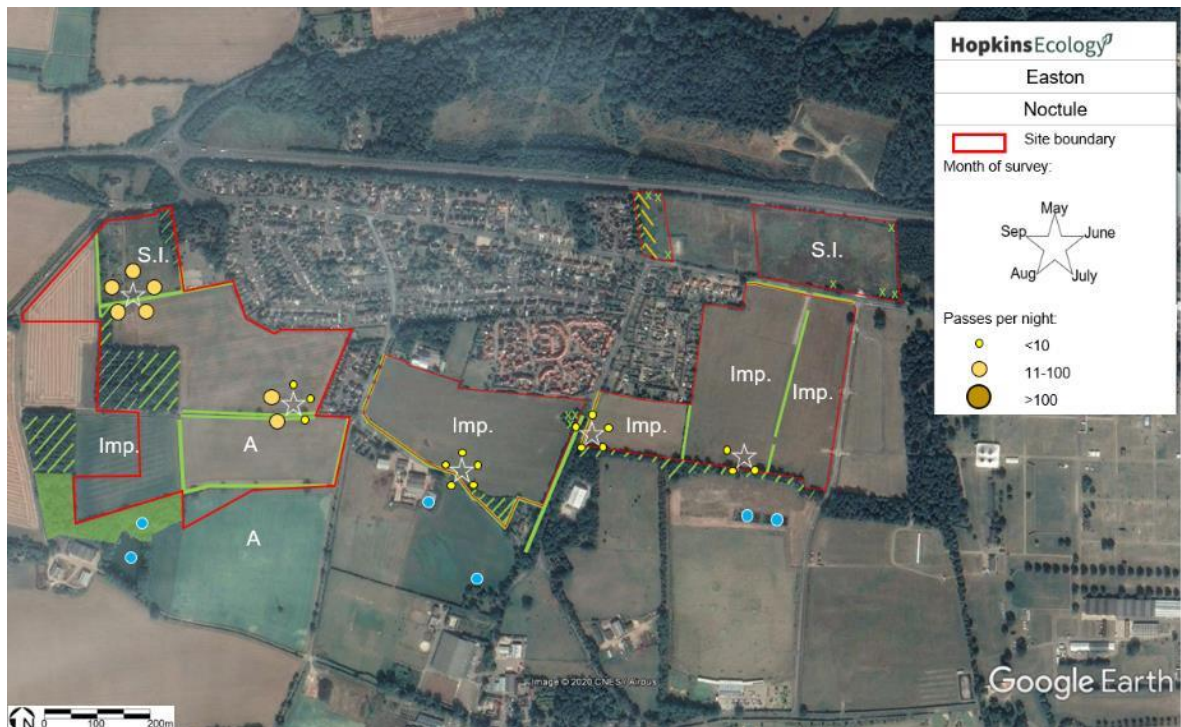 HopkinsEcology
Easton
Noctule
Site boundary
Month of survey:
May
Sep
June
Aug
July
Passes per night:
<10
11-100
>100
S.I.
S.I.
Imp.
Imp.
Imp.
Imp.
A
A
Image © 2020 CNES / Airbus
Google Earth
N
0 100 200m